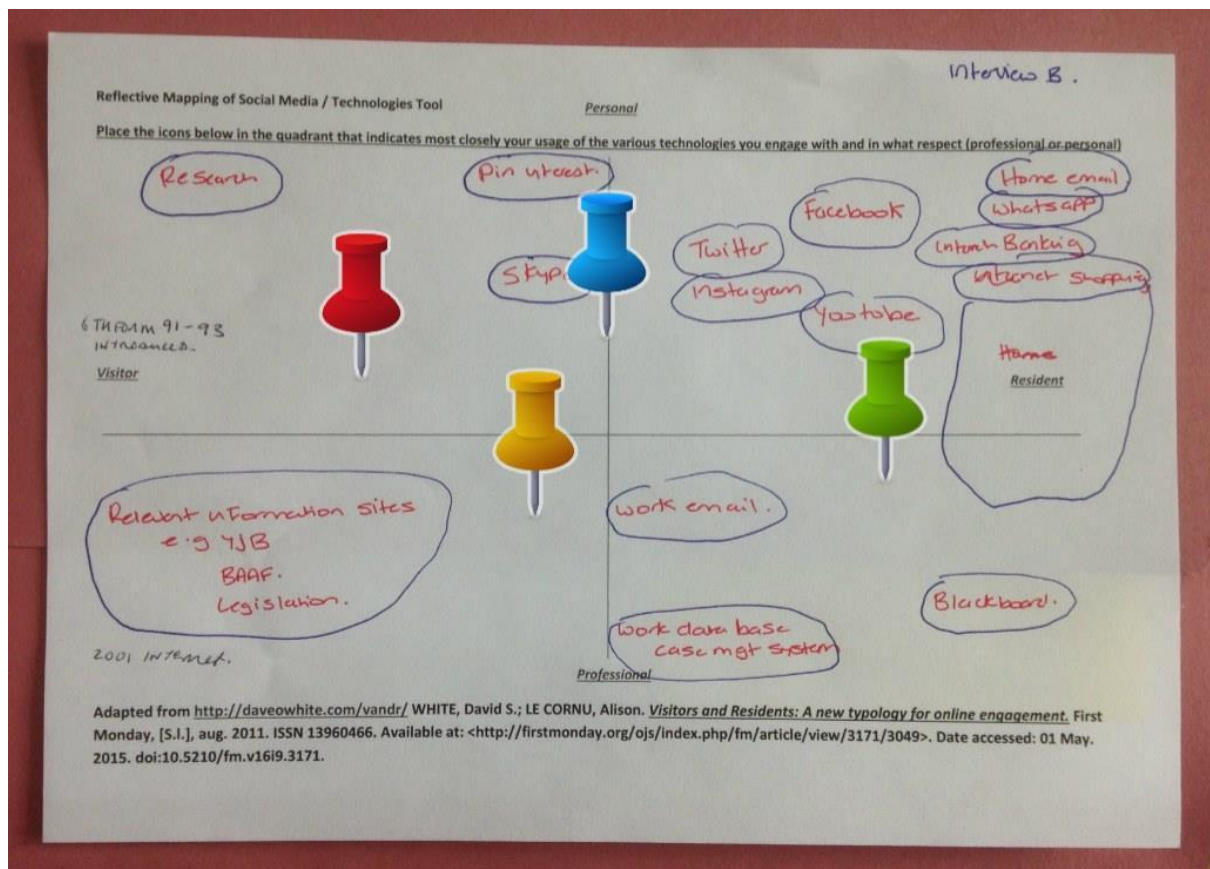 Interview B.
Reflective Mapping of Social Media / Technologies Tool
Personal
Place the icons below in the quadrant that indicates most closely your usage of the various technologies you engage with and in what respect (professional or personal)
Research
Pin interest.
Home email
Whatsapp
Facebook
Twitter
Banking
Skyp
Internet Shopping
Instagram
Youtube
6TH FORM 91-93
INTRODUCED.
Home
Visitor
Resident
Relevent information sites
e.g YJB
BAAF.
Legislation.
work email.
Blackboard.
work data base
case mgt system
2001 INTERNET.
Professional
Adapted from http://daveowhite.com/vandr/ WHITE, David S.; LE CORNU, Alison. Visitors and Residents: A new typology for online engagement. First
Monday, [S.l.], aug. 2011. ISSN 13960466. Available at: <http://firstmonday.org/ojs/index.php/fm/article/view/3171/3049>. Date accessed: 01 May.
2015. doi:10.5210/fm.v16i9.3171.